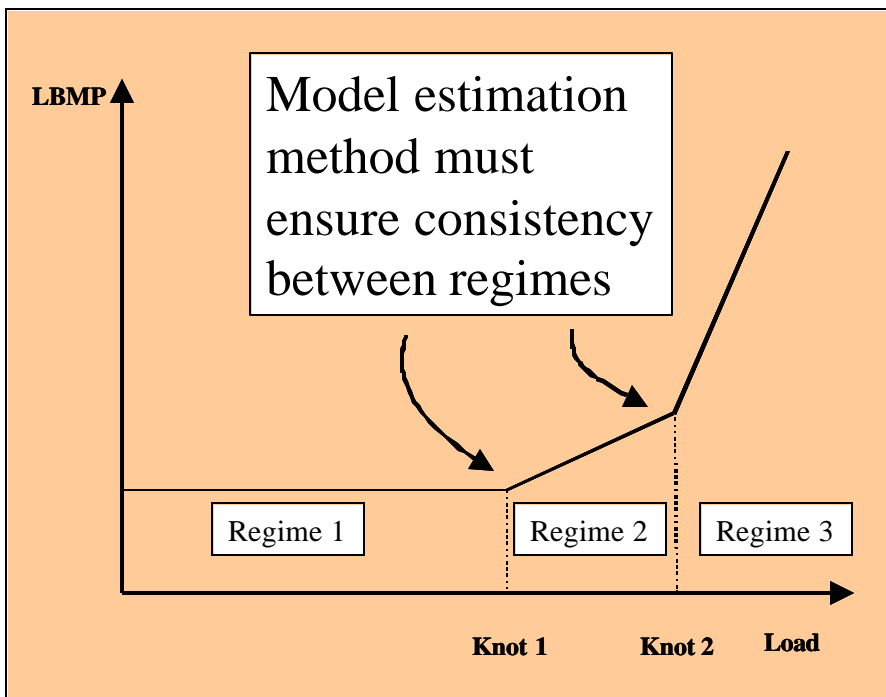 LBMP
Model estimation
method must
ensure consistency
between regimes
Regime 1
Regime 2
Regime 3
Knot 1
Knot 2
Load